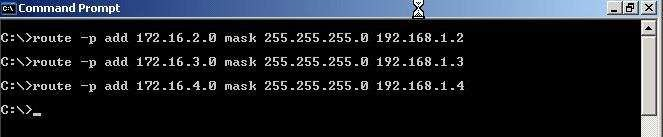 Command Prompt
C:\>route -p add 172.16.2.0 mask 255.255.255.0 192.168.1.2
C:\>route -p add 172.16.3.0 mask 255.255.255.0 192.168.1.3
C:\>route -p add 172.16.4.0 mask 255.255.255.0 192.168.1.4
C:\>_